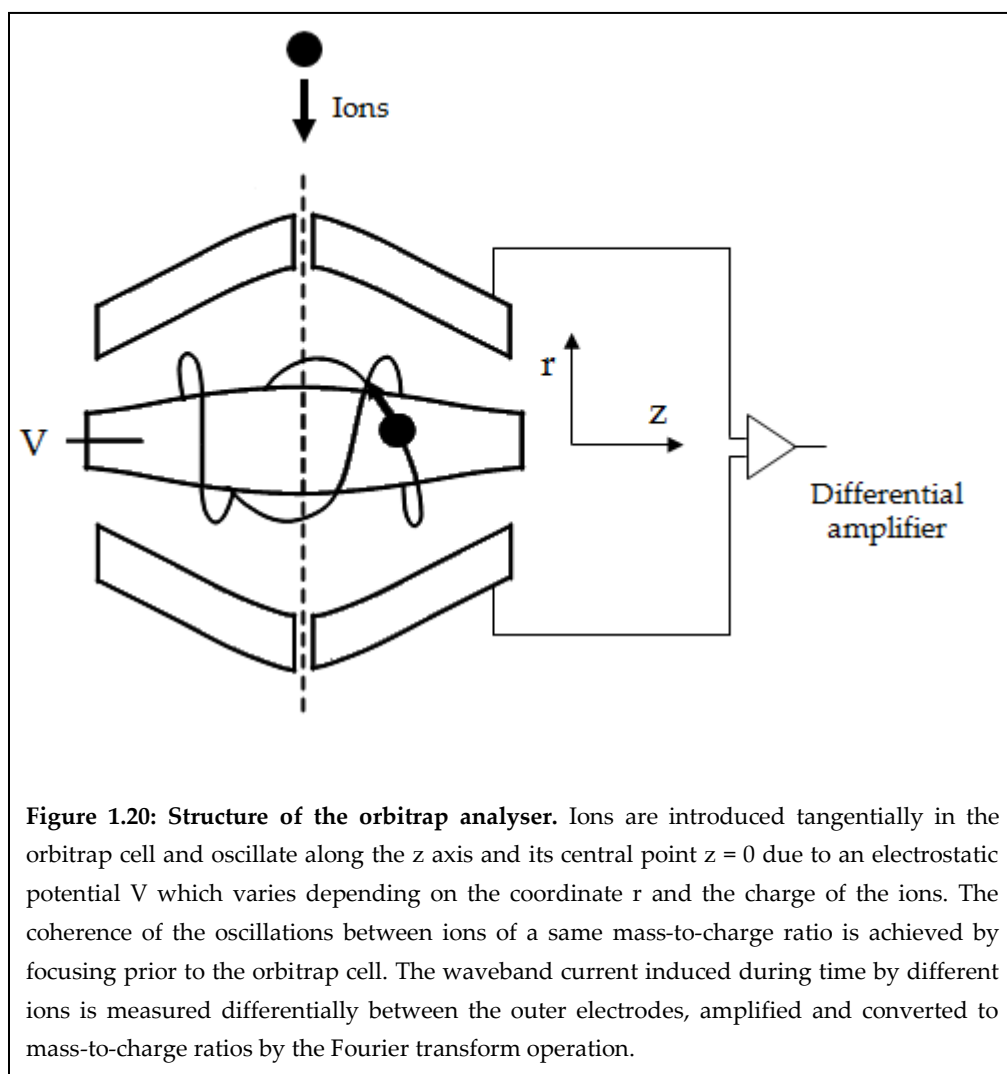 Ions
r
z
V
Differential
amplifier
Figure 1.20: Structure of the orbitrap analyser. Ions are introduced tangentially in the
orbitrap cell and oscillate along the z axis and its central point z = 0 due to an electrostatic
potential V which varies depending on the coordinate r and the charge of the ions. The
coherence of the oscillations between ions of a same mass-to-charge ratio is achieved by
focusing prior to the orbitrap cell. The waveband current induced during time by different
ions is measured differentially between the outer electrodes, amplified and converted to
mass-to-charge ratios by the Fourier transform operation.